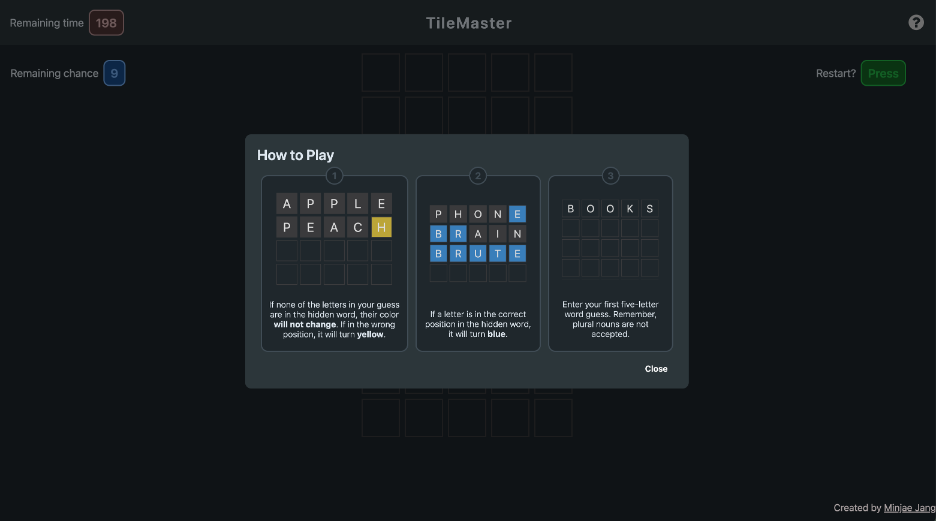 Remaining time 198
TileMaster
?
Remaining chance 9
Restart? Press
How to Play
1
A P P L E
P E A C H
If none of the letters in your guess
are in the hidden word, their color
will not change. If in the wrong
position, it will turn yellow.
2
P H O N E
B R A I N
B R U T E
If a letter is in the correct
position in the hidden word,
it will turn blue.
3
B O O K S
Enter your first five-letter
word guess. Remember,
plural nouns are not
accepted.
Close
Created by Minjae Jang